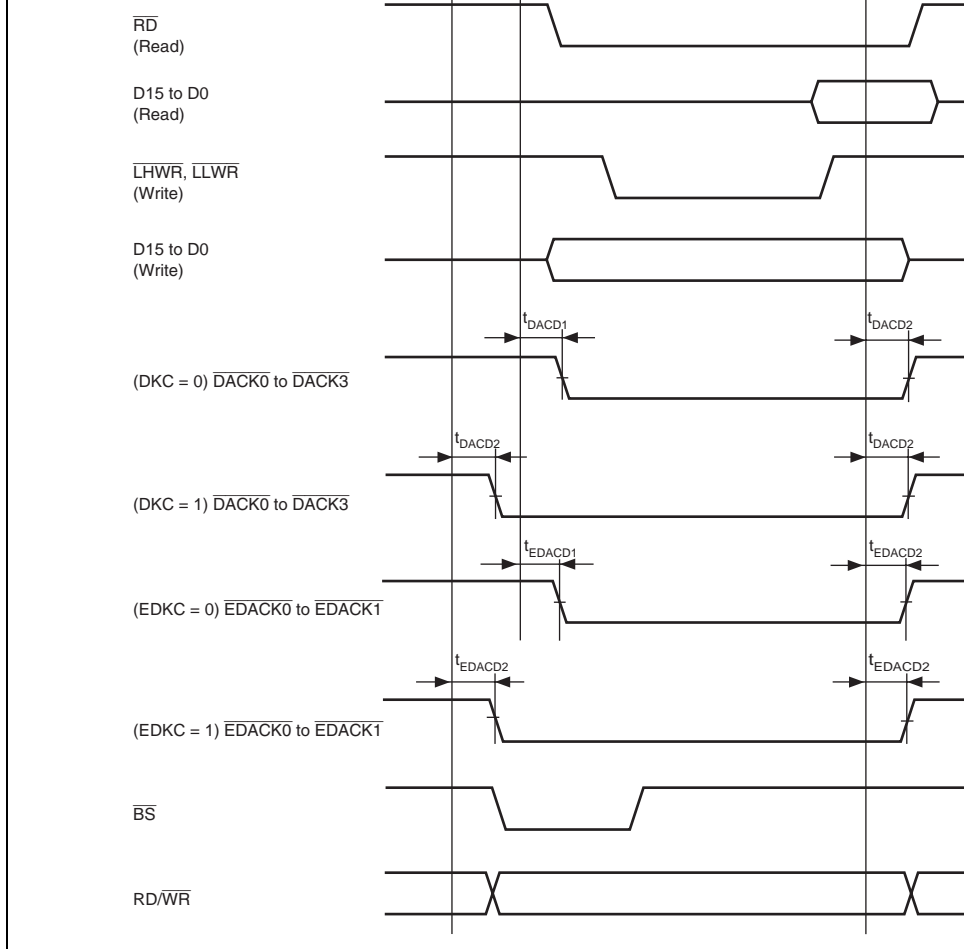 RD
(Read)
D15 to D0
(Read)
LHWR, LLWR
(Write)
D15 to D0
(Write)
tDACD1
tDACD2
(DKC = 0) DACK0 to DACK3
tDACD2
tDACD2
(DKC = 1) DACK0 to DACK3
tEDACD1
tEDACD2
(EDKC = 0) EDACK0 to EDACK1
tEDACD2
tEDACD2
(EDKC = 1) EDACK0 to EDACK1
BS
RD/WR